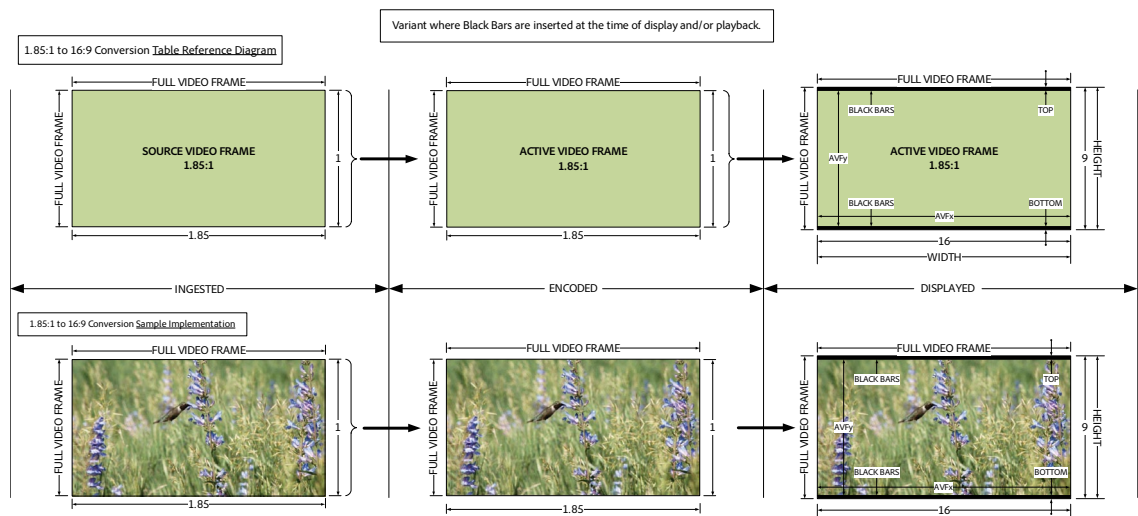 Variant where Black Bars are inserted at the time of display and/or playback.
1.85:1 to 16:9 Conversion Table Reference Diagram
FULL VIDEO FRAME
FULL VIDEO FRAME
SOURCE VIDEO FRAME
1.85:1
1
1.85
FULL VIDEO FRAME
FULL VIDEO FRAME
ACTIVE VIDEO FRAME
1.85:1
1
1.85
FULL VIDEO FRAME
FULL VIDEO FRAME
BLACK BARS
TOP
ACTIVE VIDEO FRAME
1.85:1
AVFy
9
HEIGHT
BLACK BARS
BOTTOM
AVFx
16
WIDTH
INGESTED
ENCODED
DISPLAYED
1.85:1 to 16:9 Conversion Sample Implementation
FULL VIDEO FRAME
FULL VIDEO FRAME
1
1.85
FULL VIDEO FRAME
FULL VIDEO FRAME
1
1.85
FULL VIDEO FRAME
FULL VIDEO FRAME
BLACK BARS
TOP
AVFy
9
HEIGHT
BLACK BARS
BOTTOM
AVFx
16